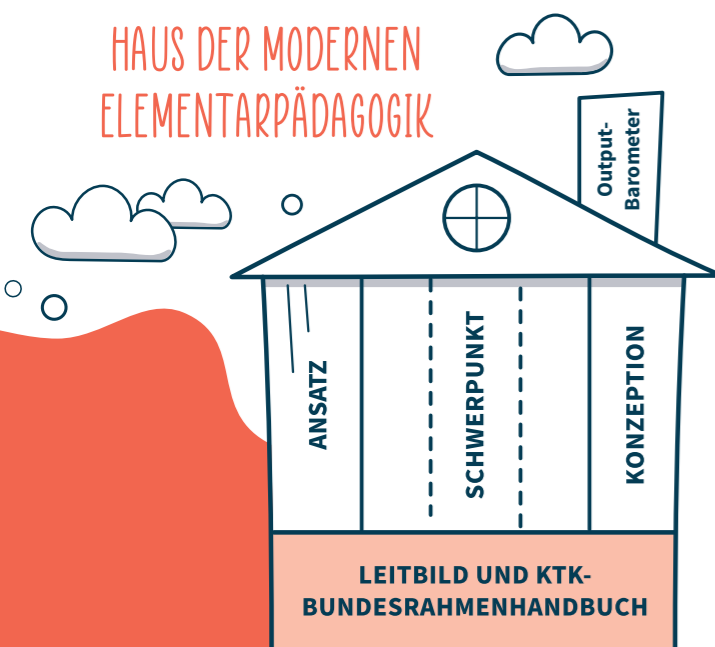 HAUS DER MODERNEN
ELEMENTARPÄDAGOGIK
Output-
Barometer
ANSATZ
SCHWERPUNKT
KONZEPTION
LEITBILD UND KTK-
BUNDESRAHMENHANDBUCH